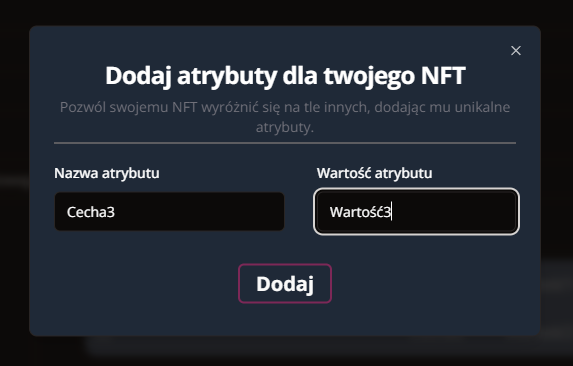 Dodaj atrybuty dla twojego NFT
Pozwól swojemu NFT wyróżnić się na tle innych, dodając mu unikalne
atrybuty.
Nazwa atrybutu
Wartość atrybutu
Cecha3
Wartość3
Dodaj